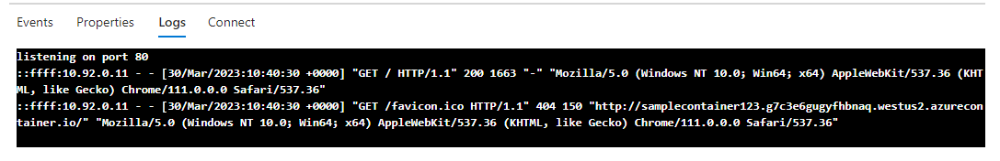 Events Properties Logs Connect
listening on port 80
::ffff:10.92.0.11 - - [30/Mar/2023:10:40:30 +0000] "GET / HTTP/1.1" 200 1663 "-" "Mozilla/5.0 (Windows NT 10.0; Win64; x64) AppleWebKit/537.36 (KHT
ML, like Gecko) Chrome/111.0.0.0 Safari/537.36"
::ffff:10.92.0.11 - - [30/Mar/2023:10:40:30 +0000] "GET /favicon.ico HTTP/1.1" 404 150 "http://samplecontainer123.g7c3e6gugyfhbnaq.westus2.azurecon
tainer.io/" "Mozilla/5.0 (Windows NT 10.0; Win64; x64) AppleWebKit/537.36 (KHTML, like Gecko) Chrome/111.0.0.0 Safari/537.36"